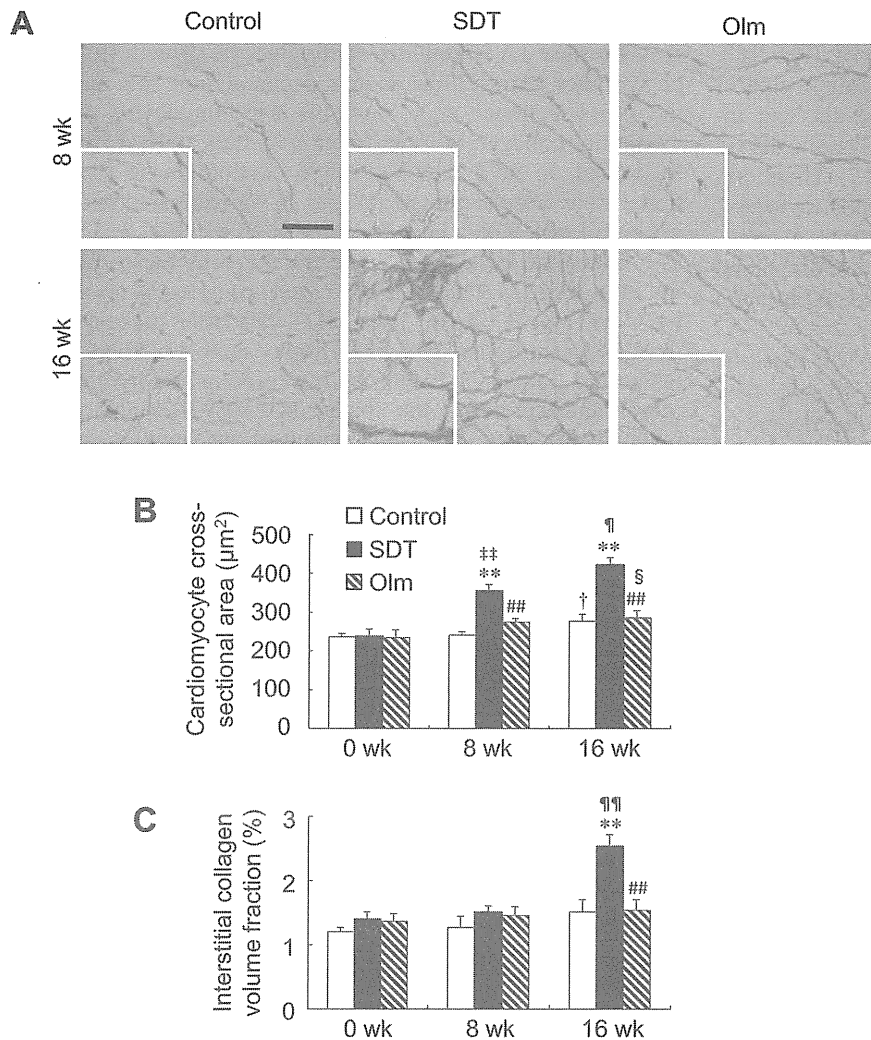 A
Control
SDT
Olm
8 wk
16 wk
B
Cardiomyocyte cross-
sectional area (µm²)
500
400
300
200
100
0
Control
SDT
Olm
‡‡
**
##
†
¶
**
§
##
0 wk
8 wk
16 wk
C
Interstitial collagen
volume fraction (%)
3
2
1
0
¶¶
**
##
0 wk
8 wk
16 wk